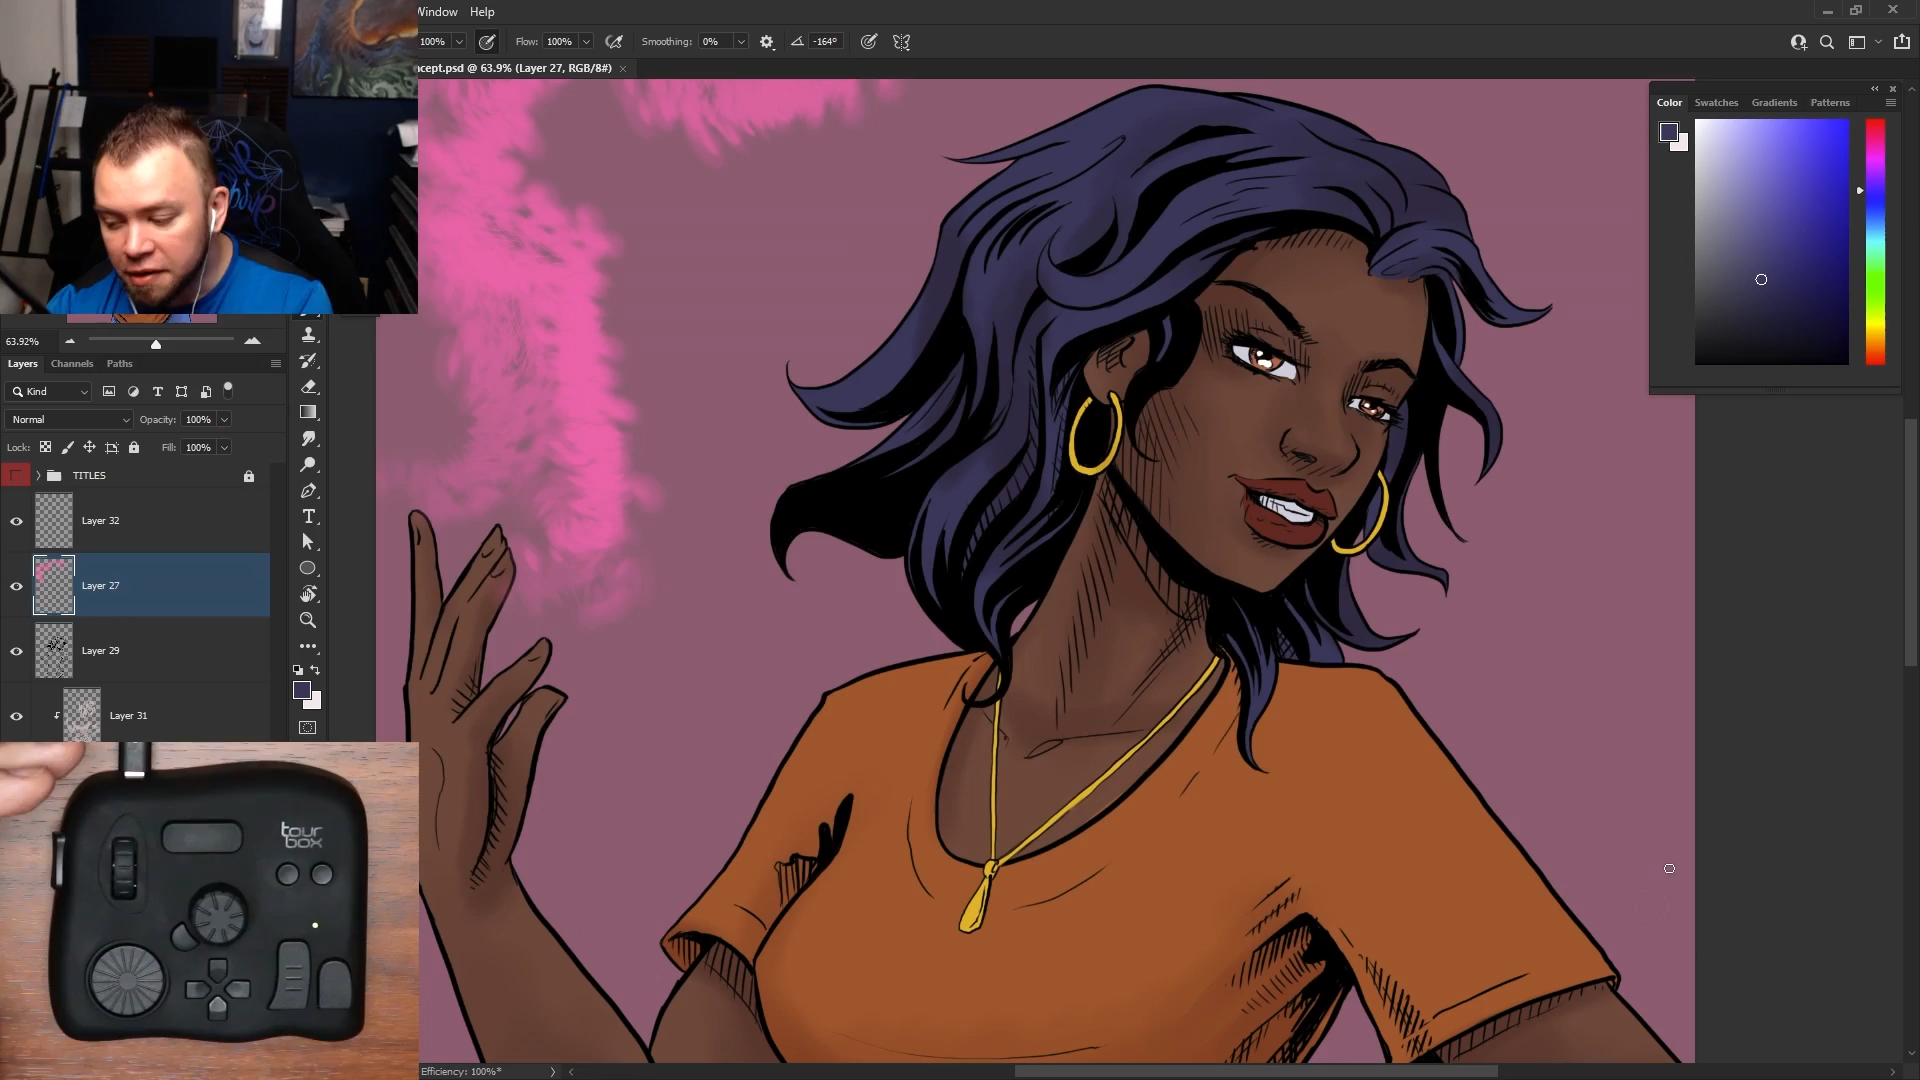 Window Help
100% Flow: 100% Smoothing: 0% -164°
ncept.psd @ 63.9% (Layer 27, RGB/8#)
Color Swatches Gradients Patterns
63.92%
Layers Channels Paths
Kind
Normal Opacity: 100%
Lock: Fill: 100%
TITLES
Layer 32
Layer 27
Layer 29
Layer 31
tour
box
Efficiency: 100%*